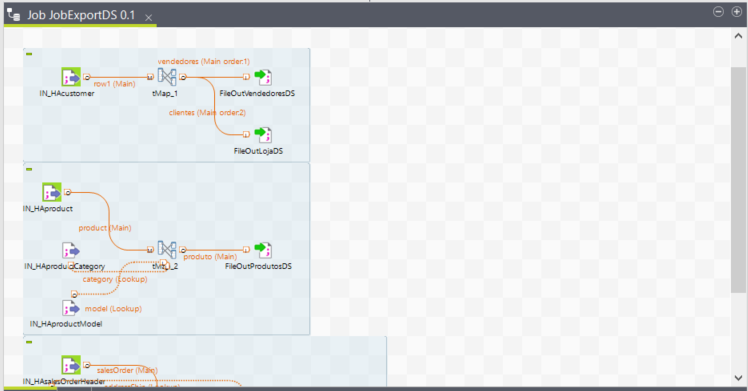 Job JobExportDS 0.1
vendedores (Main order:1)
row1 (Main)
IN_HAcustomer
tMap_1
FileOutVendedoresDS
clientes (Main order:2)
FileOutLojaDS
IN_HAproduct
product (Main)
produto (Main)
IN_HAproductCategory
tMap_2
FileOutProdutosDS
category (Lookup)
model (Lookup)
IN_HAproductModel
salesOrder (Main)
IN_HAsalesOrderHeader